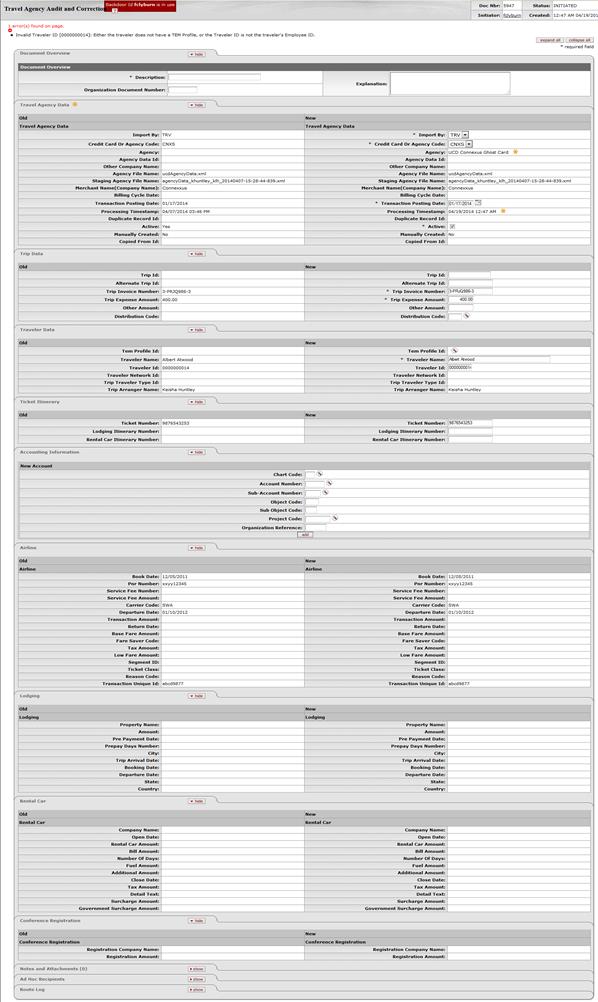 Travel Agency Audit and Correction
Backdoor Id fclyburn is in use
Doc Nbr: 5947 Status: INITIATED
Initiator: fclyburn Created: 12:47 AM 04/19/201
1 error(s) found on page.
Invalid Traveler ID [0000000014]: Either the traveler does not have a TEM Profile, or the Traveler ID is not the traveler's Employee ID.
expand all collapse all
* required field
Document Overview hide
Document Overview
* Description: Explanation:
Organization Document Number:
Travel Agency Data hide
Old New
Travel Agency Data Travel Agency Data
Import By: TRV * Import By: TRV
Credit Card Or Agency Code: CNXS * Credit Card Or Agency Code: CNXS
Agency: Agency: UCD Connexus Ghost Card
Agency Data Id: Agency Data Id:
Other Company Name: Other Company Name:
Agency File Name: ucdAgencyData.xml Agency File Name: ucdAgencyData.xml
Staging Agency File Name: agencyData_khuntley_klh_20140407-15-28-44-839.xml Staging Agency File Name: agencyData_khuntley_klh_20140407-15-28-44-839.xml
Merchant Name(Company Name): Connexxus Merchant Name(Company Name): Connexxus
Billing Cycle Date: Billing Cycle Date:
Transaction Posting Date: 01/17/2014 * Transaction Posting Date: 01/17/2014
Processing Timestamp: 04/07/2014 03:46 PM Processing Timestamp: 04/19/2014 12:47 AM
Duplicate Record Id: Duplicate Record Id:
Active: Yes * Active:
Manually Created: No Manually Created: No
Copied From Id: Copied From Id:
Trip Data hide
Old New
Trip Id: Trip Id:
Alternate Trip Id: Alternate Trip Id:
Trip Invoice Number: 3-PRJQ986-3 * Trip Invoice Number: 3-PRJQ986-3
Trip Expense Amount: 400.00 * Trip Expense Amount: 400.00
Other Amount: Other Amount:
Distribution Code: Distribution Code:
Traveler Data hide
Old New
Tem Profile Id: Tem Profile Id:
Traveler Name: Albert Atwood * Traveler Name: Albert Atwood
Traveler Id: 0000000014 Traveler Id: 0000000014
Traveler Network Id: Traveler Network Id:
Trip Traveler Type Id: Trip Traveler Type Id:
Trip Arranger Name: Keisha Huntley Trip Arranger Name: Keisha Huntley
Ticket Itinerary hide
Old New
Ticket Number: 9876543253 Ticket Number: 9876543253
Lodging Itinerary Number: Lodging Itinerary Number:
Rental Car Itinerary Number: Rental Car Itinerary Number:
Accounting Information hide
New Account
Chart Code:
Account Number:
Sub-Account Number:
Object Code:
Sub Object Code:
Project Code:
Organization Reference:
add
Airline hide
Old New
Airline Airline
Book Date: 12/05/2011 Book Date: 12/05/2011
Pnr Number: xxyy12345 Pnr Number: xxyy12345
Service Fee Number: Service Fee Number:
Service Fee Amount: Service Fee Amount:
Carrier Code: SWA Carrier Code: SWA
Departure Date: 01/10/2012 Departure Date: 01/10/2012
Transaction Amount: Transaction Amount:
Return Date: Return Date:
Base Fare Amount: Base Fare Amount:
Fare Saver Code: Fare Saver Code:
Tax Amount: Tax Amount:
Low Fare Amount: Low Fare Amount:
Segment ID: Segment ID:
Ticket Class: Ticket Class:
Reason Code: Reason Code:
Transaction Unique Id: abcd9877 Transaction Unique Id: abcd9877
Lodging hide
Old New
Lodging Lodging
Property Name: Property Name:
Amount: Amount:
Pre Payment Date: Pre Payment Date:
Prepay Days Number: Prepay Days Number:
City: City:
Trip Arrival Date: Trip Arrival Date:
Booking Date: Booking Date:
Departure Date: Departure Date:
State: State:
Country: Country:
Rental Car hide
Old New
Rental Car Rental Car
Company Name: Company Name:
Open Date: Open Date:
Rental Car Amount: Rental Car Amount:
Bill Amount: Bill Amount:
Number Of Days: Number Of Days:
Fuel Amount: Fuel Amount:
Additional Amount: Additional Amount:
Close Date: Close Date:
Tax Amount: Tax Amount:
Detail Text: Detail Text:
Surcharge Amount: Surcharge Amount:
Government Surcharge Amount: Government Surcharge Amount:
Conference Registration hide
Old New
Conference Registration Conference Registration
Registration Company Name: Registration Company Name:
Registration Amount: Registration Amount:
Notes and Attachments (0) show
Ad Hoc Recipients show
Route Log show